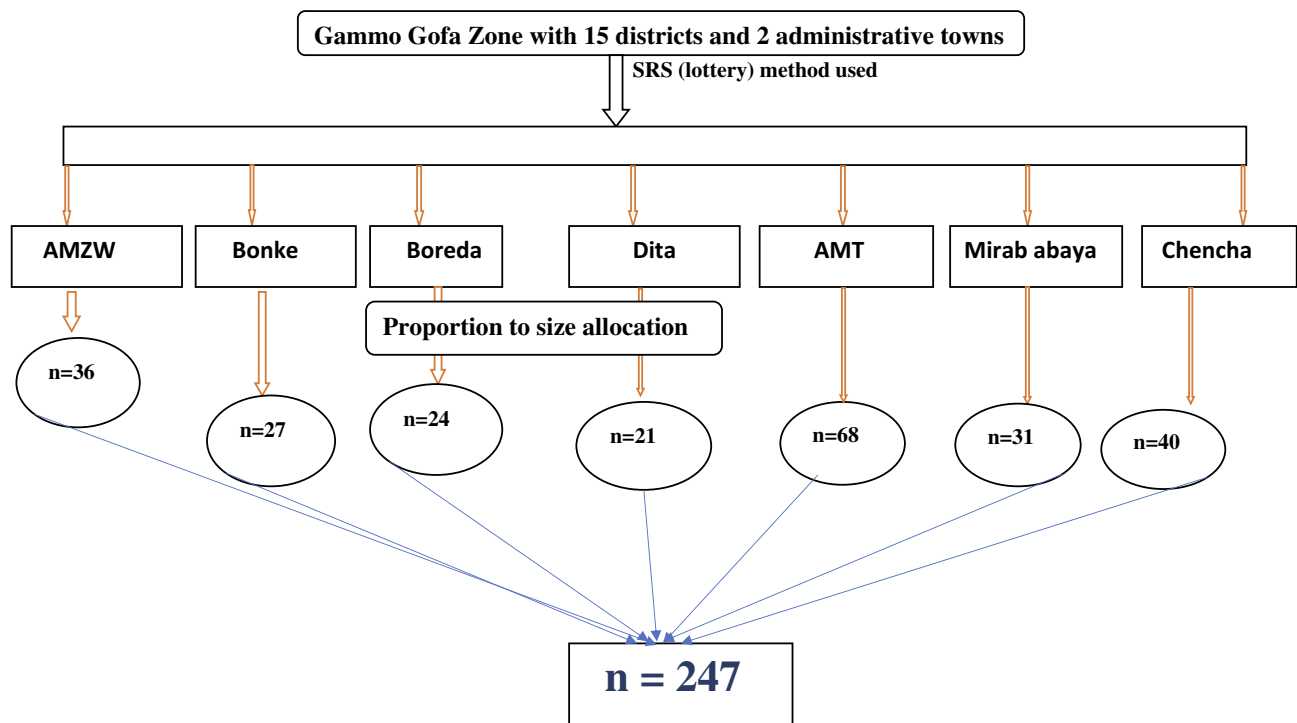 Gammo Gofa Zone with 15 districts and 2 administrative towns
SRS (lottery) method used
AMZW
Bonke
Boreda
Dita
AMT
Mirab abaya
Chencha
Proportion to size allocation
n=36
n=27
n=24
n=21
n=68
n=31
n=40
n = 247